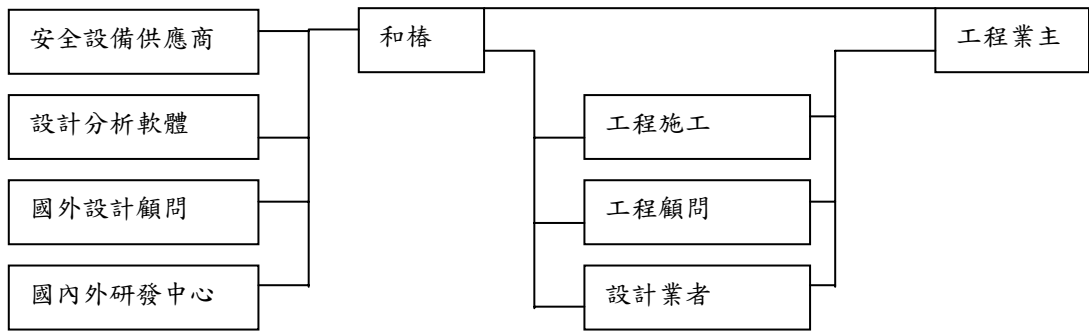 安全設備供應商
和椿
工程業主
設計分析軟體
工程施工
國外設計顧問
工程顧問
國內外研發中心
設計業者